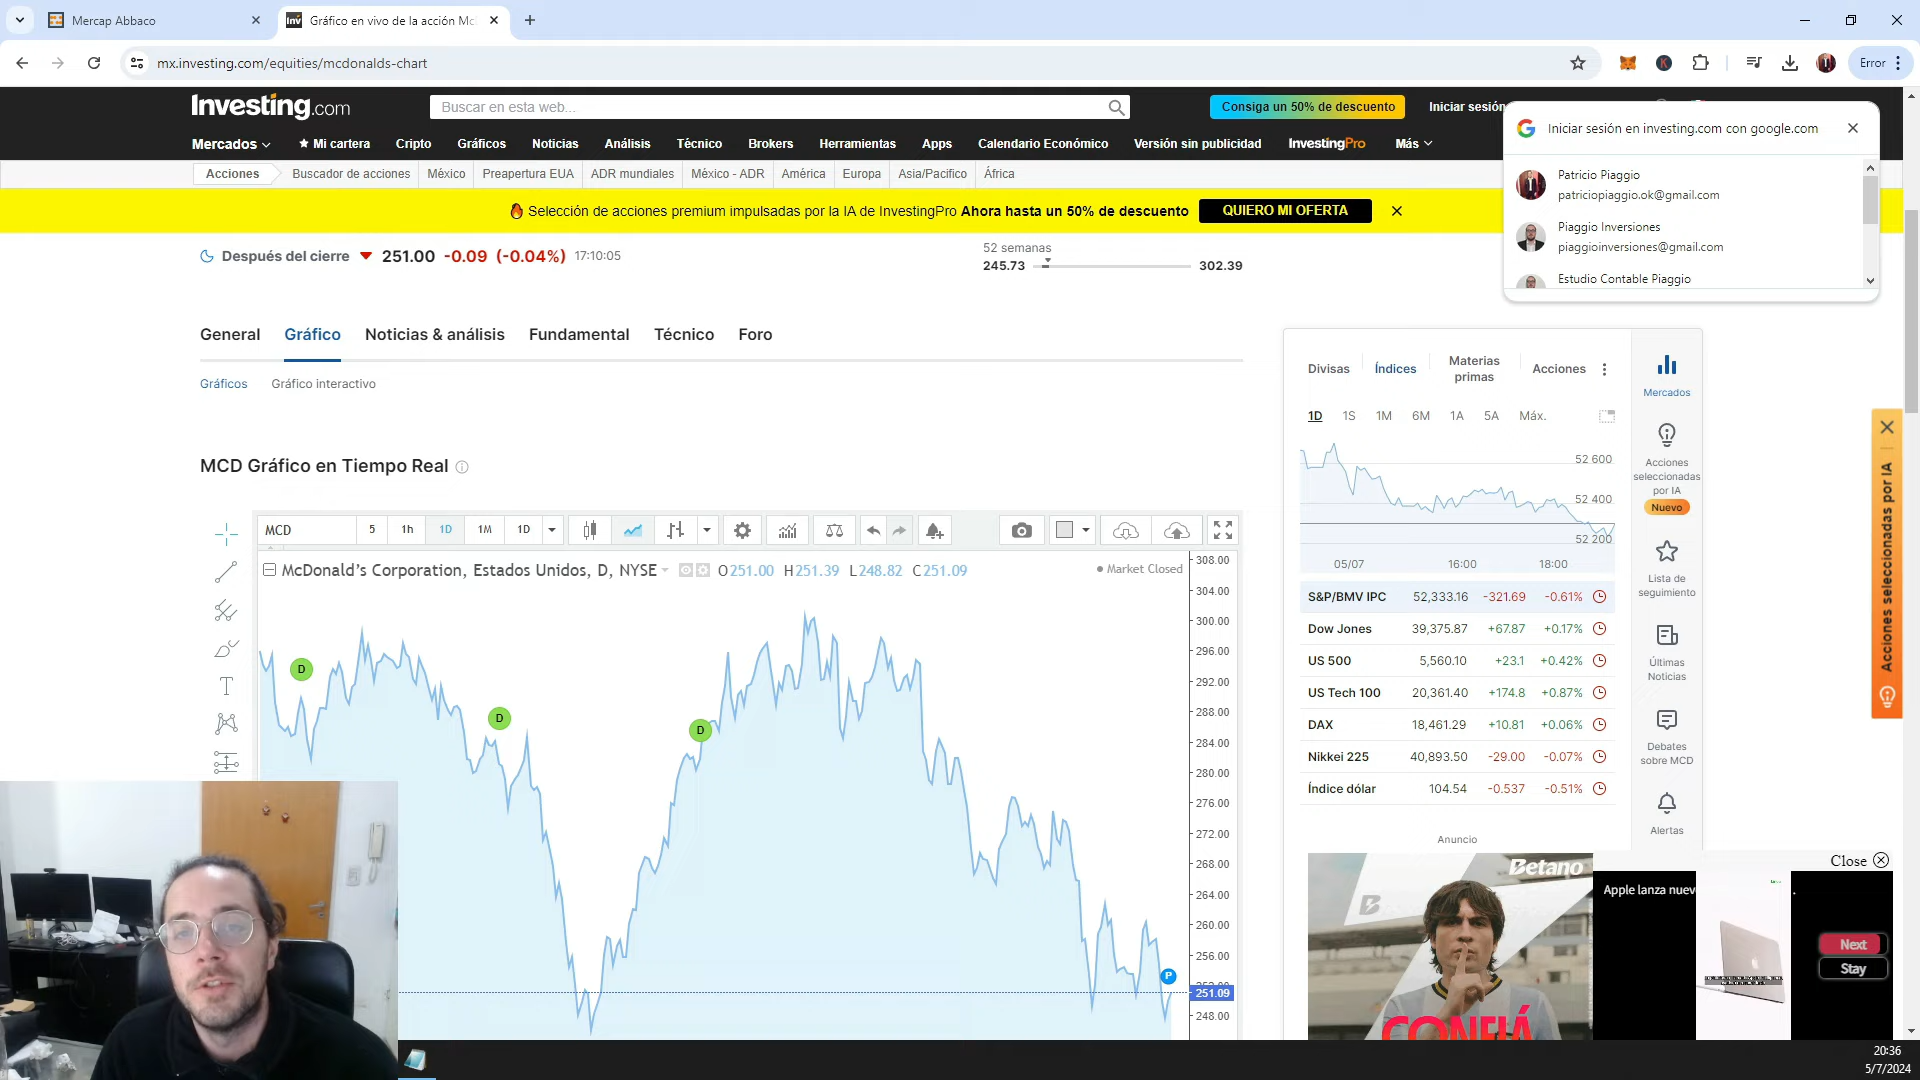 Mercap Abbaco
Gráfico en vivo de la acción Mc
mx.investing.com/equities/mcdonalds-chart
Error
Investing.com
Buscar en esta web...
Consiga un 50% de descuento
Iniciar sesión
Mercados
Mi cartera
Cripto
Gráficos
Noticias
Análisis
Técnico
Brokers
Herramientas
Apps
Calendario Económico
Versión sin publicidad
InvestingPro
Más
Acciones
Buscador de acciones
México
Preapertura EUA
ADR mundiales
México - ADR
América
Europa
Asia/Pacifico
África
Iniciar sesión en investing.com con google.com
Patricio Piaggio
patriciopiaggio.ok@gmail.com
Piaggio Inversiones
piaggioinversiones@gmail.com
Estudio Contable Piaggio
Selección de acciones premium impulsadas por la IA de InvestingPro Ahora hasta un 50% de descuento
QUIERO MI OFERTA
Después del cierre 251.00 -0.09 (-0.04%) 17:10:05
52 semanas
245.73 302.39
General
Gráfico
Noticias & análisis
Fundamental
Técnico
Foro
Gráficos
Gráfico interactivo
MCD Gráfico en Tiempo Real
MCD
5
1h
1D
1M
1D
McDonald's Corporation, Estados Unidos, D, NYSE
O251.00 H251.39 L248.82 C251.09
Market Closed
D
D
D
P
308.00
304.00
300.00
296.00
292.00
288.00
284.00
280.00
276.00
272.00
268.00
264.00
260.00
256.00
251.09
248.00
Divisas
Índices
Materias primas
Acciones
1D
1S
1M
6M
1A
5A
Máx.
52 600
52 400
52 200
05/07
16:00
18:00
S&P/BMV IPC 52,333.16 -321.69 -0.61%
Dow Jones 39,375.87 +67.87 +0.17%
US 500 5,560.10 +23.1 +0.42%
US Tech 100 20,361.40 +174.8 +0.87%
DAX 18,461.29 +10.81 +0.06%
Nikkei 225 40,893.50 -29.00 -0.07%
Índice dólar 104.54 -0.537 -0.51%
Mercados
Acciones
seleccionadas
por IA
Nuevo
Lista de
seguimiento
Últimas
Noticias
Debates
sobre MCD
Alertas
Acciones seleccionadas por IA
Anuncio
Betano
B
CONFIÁ
Close
Apple lanza nuev
Next
Stay
20:36
5/7/2024